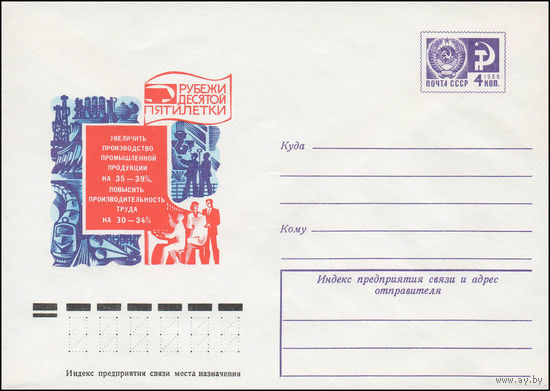 РУБЕЖИ
ДЕСЯТОЙ
ПЯТИЛЕТКИ
УВЕЛИЧИТЬ
ПРОИЗВОДСТВО
ПРОМЫШЛЕННОЙ
ПРОДУКЦИИ
НА 35—39%.
ПОВЫСИТЬ
ПРОИЗВОДИТЕЛЬНОСТЬ
ТРУДА
НА 30—34%
1966
ПОЧТА СССР 4 КОП.
Куда
Кому
Индекс предприятия связи и адрес
отправителя
Индекс предприятия связи места назначения
www.ay.by